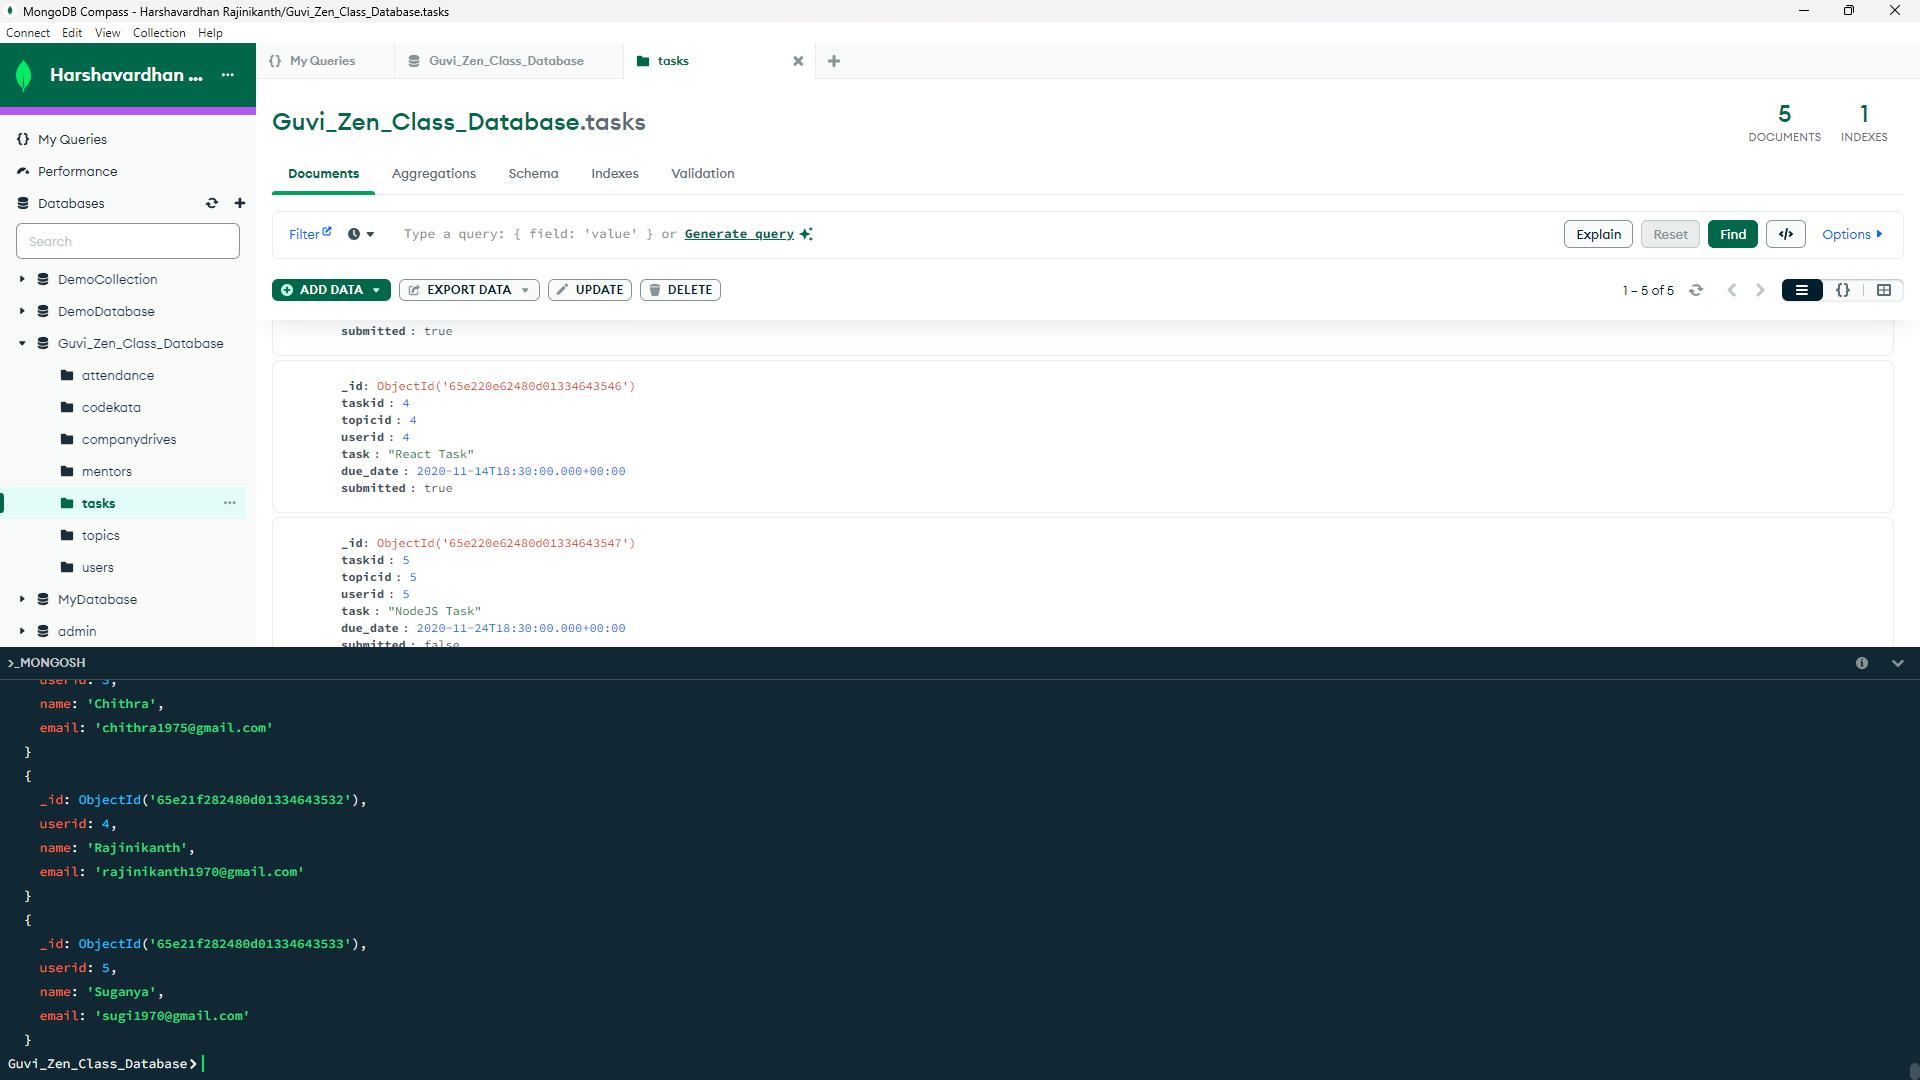 MongoDB Compass - Harshavardhan Rajinikanth/Guvi_Zen_Class_Database.tasks
Connect Edit View Collection Help
Harshavardhan ...
My Queries
Guvi_Zen_Class_Database
tasks
Guvi_Zen_Class_Database.tasks
5
DOCUMENTS
1
INDEXES
My Queries
Performance
Databases
Search
DemoCollection
DemoDatabase
Guvi_Zen_Class_Database
attendance
codekata
companydrives
mentors
tasks
topics
users
MyDatabase
admin
Documents Aggregations Schema Indexes Validation
Filter Type a query: { field: 'value' } or Generate query Explain Reset Find </> Options
ADD DATA EXPORT DATA UPDATE DELETE 1 – 5 of 5 {}
submitted : true
_id: ObjectId('65e220e62480d01334643546')
taskid : 4
topicid : 4
userid : 4
task : "React Task"
due_date : 2020-11-14T18:30:00.000+00:00
submitted : true
_id: ObjectId('65e220e62480d01334643547')
taskid : 5
topicid : 5
userid : 5
task : "NodeJS Task"
due_date : 2020-11-24T18:30:00.000+00:00
submitted : false
>_MONGOSH
userid: 3,
name: 'Chithra',
email: 'chithra1975@gmail.com'
}
{
_id: ObjectId('65e21f282480d01334643532'),
userid: 4,
name: 'Rajinikanth',
email: 'rajinikanth1970@gmail.com'
}
{
_id: ObjectId('65e21f282480d01334643533'),
userid: 5,
name: 'Suganya',
email: 'sugi1970@gmail.com'
}
Guvi_Zen_Class_Database>